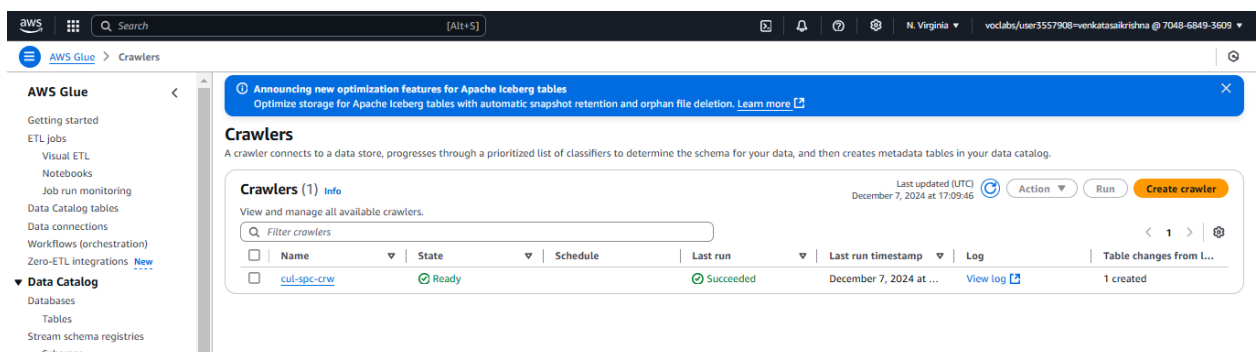 aws
Search
[Alt+S]
N. Virginia
voclabs/user3557908=venkatasaikrishna @ 7048-6849-3609
AWS Glue > Crawlers
AWS Glue
Getting started
ETL jobs
Visual ETL
Notebooks
Job run monitoring
Data Catalog tables
Data connections
Workflows (orchestration)
Zero-ETL integrations New
Data Catalog
Databases
Tables
Stream schema registries
Schemas
Announcing new optimization features for Apache Iceberg tables
Optimize storage for Apache Iceberg tables with automatic snapshot retention and orphan file deletion. Learn more
Crawlers
A crawler connects to a data store, progresses through a prioritized list of classifiers to determine the schema for your data, and then creates metadata tables in your data catalog.
Crawlers (1) Info
Last updated (UTC)
December 7, 2024 at 17:09:46
Action
Run
Create crawler
View and manage all available crawlers.
Filter crawlers
< 1 >
Name State Schedule Last run Last run timestamp Log Table changes from l...
cul-spc-crw Ready Succeeded December 7, 2024 at ... View log 1 created